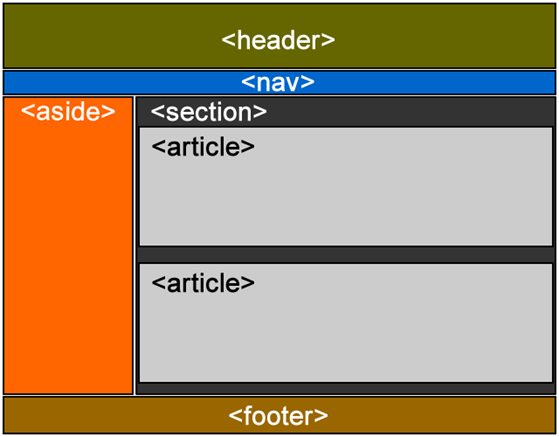 <header>
<nav>
<aside>
<section>
<article>
<article>
<footer>